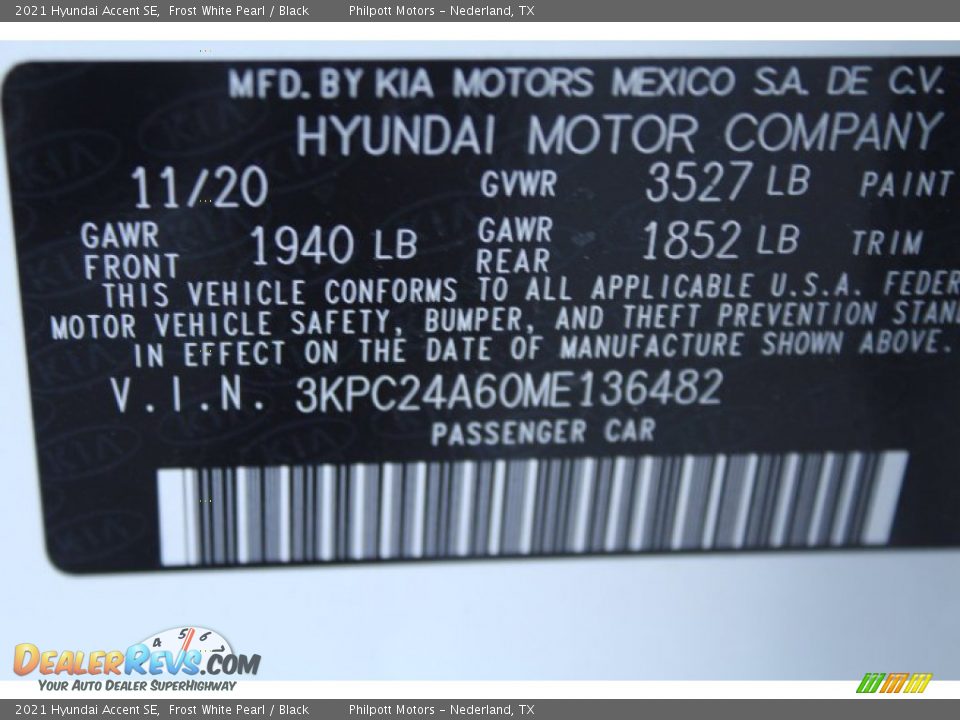 2021 Hyundai Accent SE, Frost White Pearl / Black Philpott Motors - Nederland, TX
MFD. BY KIA MOTORS MEXICO S.A. DE C.V.
HYUNDAI MOTOR COMPANY
11/20 GVWR 3527 LB PAINT
GAWR FRONT 1940 LB GAWR REAR 1852 LB TRIM
THIS VEHICLE CONFORMS TO ALL APPLICABLE U.S.A. FEDER
MOTOR VEHICLE SAFETY, BUMPER, AND THEFT PREVENTION STAN
IN EFFECT ON THE DATE OF MANUFACTURE SHOWN ABOVE.
V.I.N. 3KPC24A60ME136482
PASSENGER CAR
4 5 6
DEALERREVS.COM
YOUR AUTO DEALER SUPERHIGHWAY
2021 Hyundai Accent SE, Frost White Pearl / Black Philpott Motors - Nederland, TX